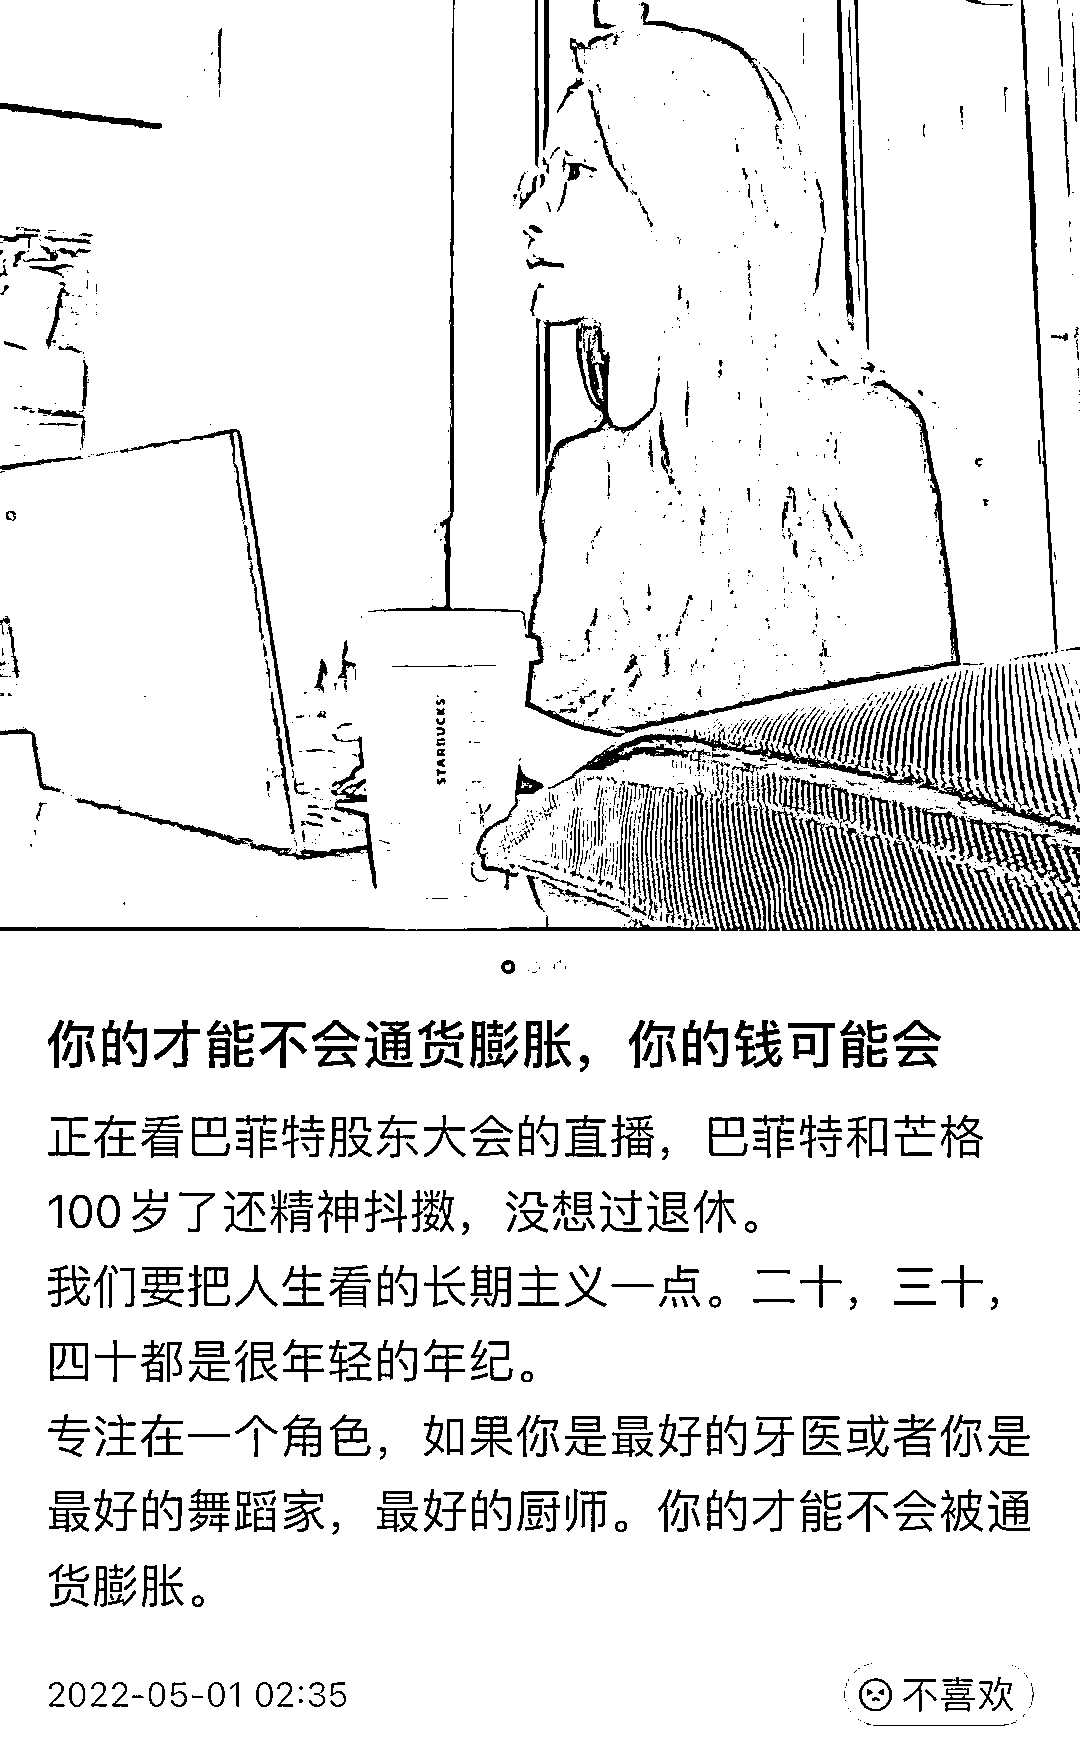 STARBUCKS
你的才能不会通货膨胀，你的钱可能会
正在看巴菲特股东大会的直播，巴菲特和芒格
100岁了还精神抖擞，没想过退休。
我们要把人生看的长期主义一点。二十，三十，
四十都是很年轻的年纪。
专注在一个角色，如果你是最好的牙医或者你是
最好的舞蹈家，最好的厨师。你的才能不会被通
货膨胀。
2022-05-01 02:35
不喜欢